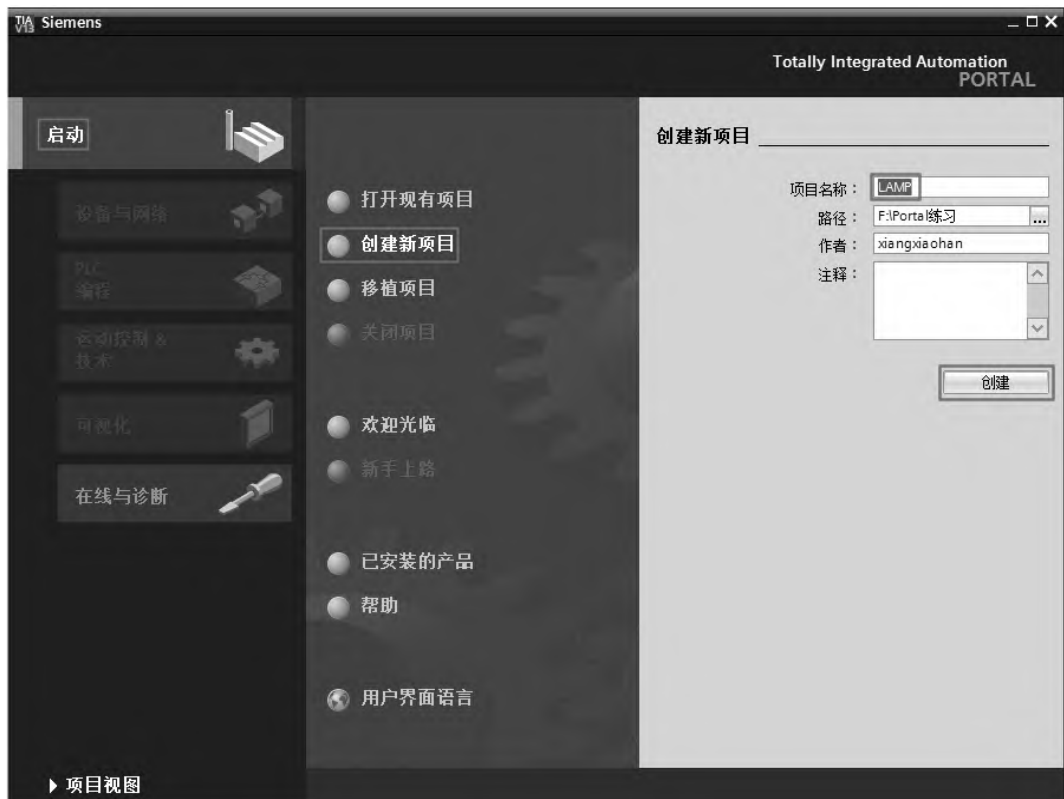 TIA V13 Siemens
Totally Integrated Automation
PORTAL
启动
设备与网络
PLC
编程
运动控制 &
技术
可视化
在线与诊断
项目视图
打开现有项目
创建新项目
移植项目
关闭项目
欢迎光临
新手上路
已安装的产品
帮助
用户界面语言
创建新项目
项目名称： LAMP
路径： F:\Portal练习 ...
作者： xiangxiaohan
注释：
创建